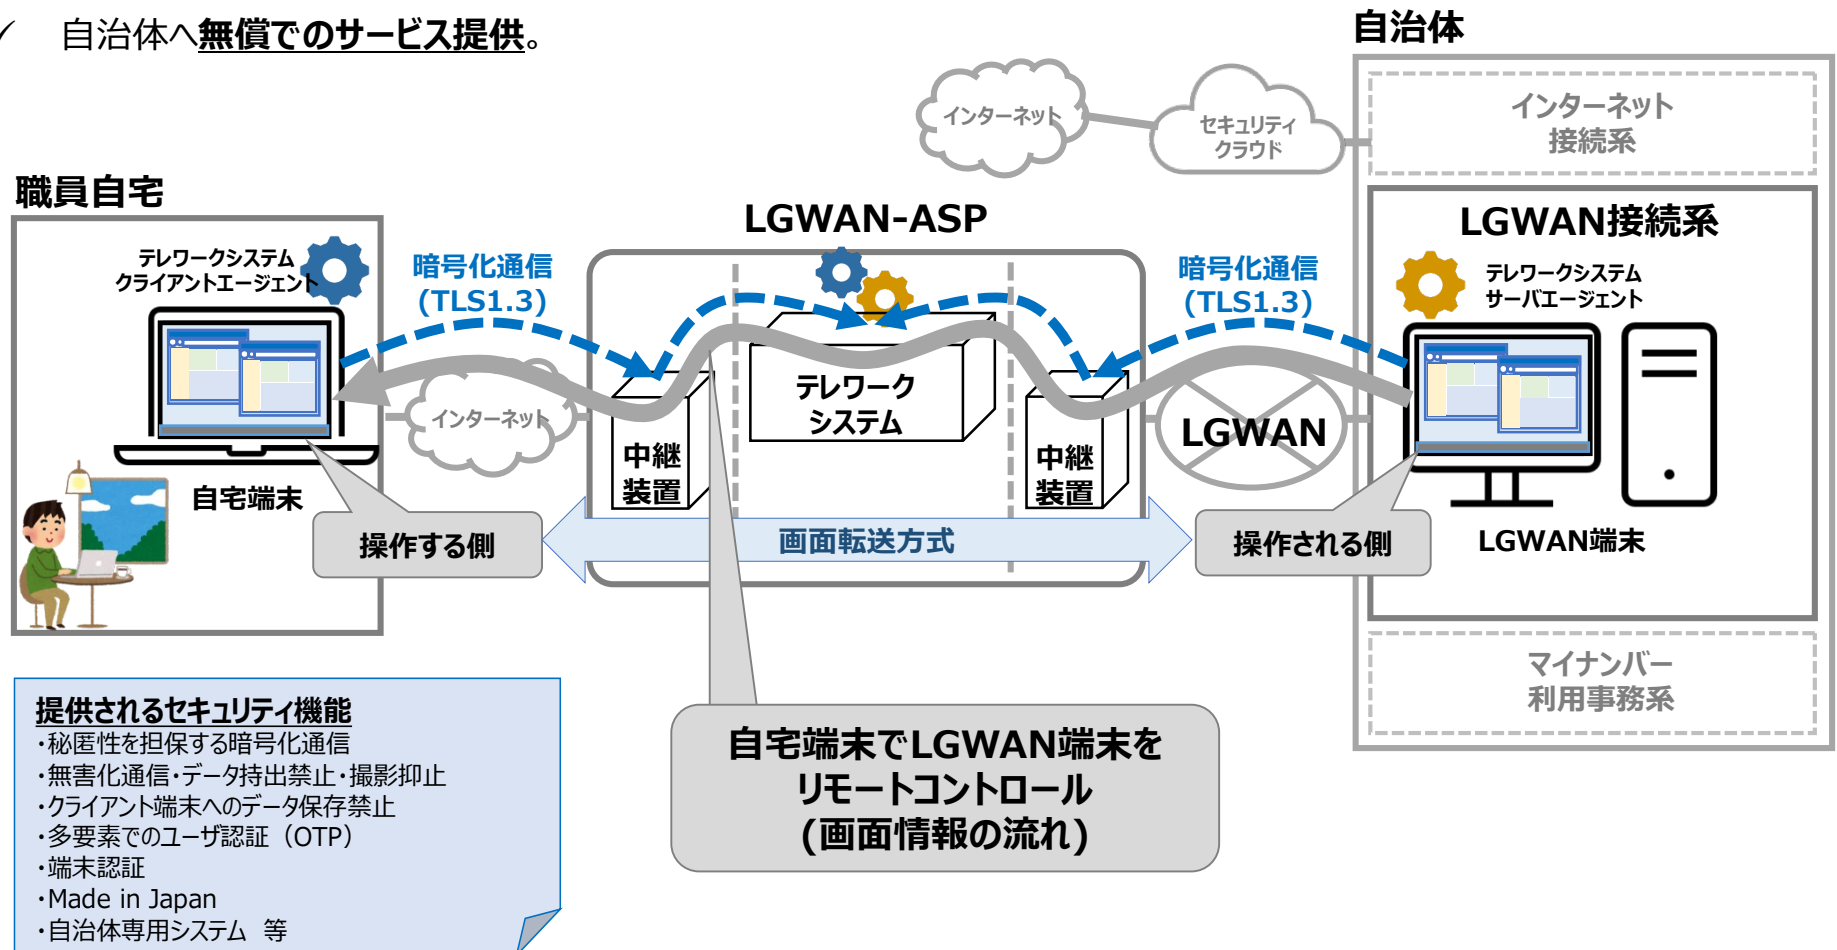 ✓ 自治体へ無償でのサービス提供。
自治体
インターネット
セキュリティ
クラウド
インターネット
接続系
職員自宅
LGWAN-ASP
LGWAN接続系
テレワークシステム
クライアントエージェント
暗号化通信
(TLS1.3)
暗号化通信
(TLS1.3)
テレワークシステム
サーバエージェント
インターネット
中継
装置
テレワーク
システム
中継
装置
LGWAN
自宅端末
操作する側
画面転送方式
操作される側
LGWAN端末
マイナンバー
利用事務系
自宅端末でLGWAN端末を
リモートコントロール
(画面情報の流れ)
提供されるセキュリティ機能
・秘匿性を担保する暗号化通信
・無害化通信・データ持出禁止・撮影抑止
・クライアント端末へのデータ保存禁止
・多要素でのユーザ認証（OTP）
・端末認証
・Made in Japan
・自治体専用システム 等